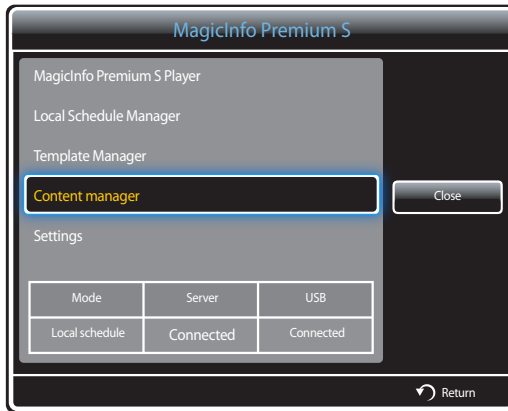 MagicInfo Premium S
MagicInfo Premium S Player
Local Schedule Manager
Template Manager
Content manager
Close
Settings
Mode Server USB
Local schedule Connected Connected
Return